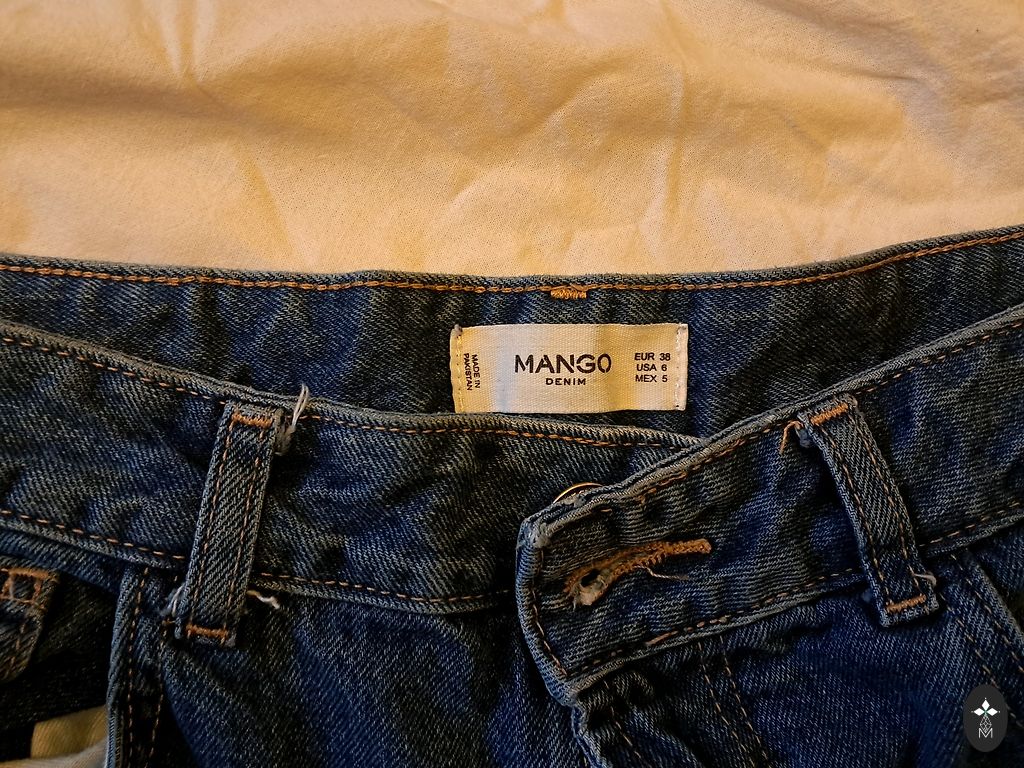 MADE IN
PAKISTAN
MANGO
DENIM
EUR 38
USA 6
MEX 5
M